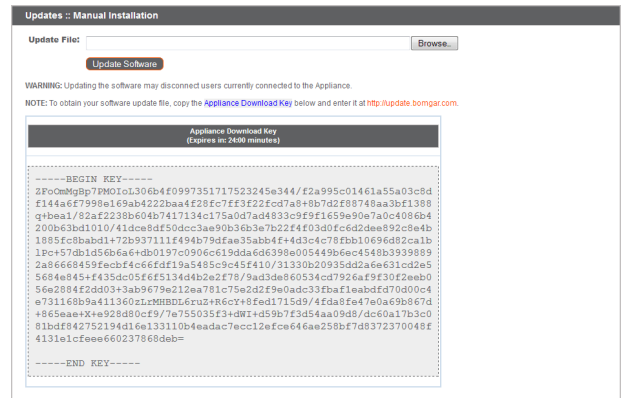 Updates :: Manual Installation
Update File:
Browse..
Update Software
WARNING: Updating the software may disconned users currently connected to the Appliance.
NOTE: To obtain your software update file, copy the Appliance Download Key below and enter it at http://update.bomgar.com.
Appliance Download Key
(Expires in: 24:00 minutes)
-----BEGIN KEY-----
ZFoOmMgBp7PMOIoL306b4f0997351717523245e344/f2a995c01461a55a03c8d
f144a6f7998e169ab4222baa4f28fc7ff3f22fcd7a8+8b7d2f88748aa3bf1388
q+bea1/82af2238b604b7417134c175a0d7ad4833c9f9f1659e90e7a0c4086b4
200b63bd1010/41dce8df50dcc3ae90b36b3e7b22f4f03d0fc6d2dee892c8e4b
1885fc8babd1+72b937111f494b79dfae35abb4f+4d3c4c78fbb10696d82ca1b
1Pc+57db1d56b6a6+db0197c0906c619dda6d6398e005449b6ec4548b3939889
2a86668459fecbf4c66fdf19a5485c9c45f410/31330b20935dd2a6e631cd2e5
5684e845+f435dc05f6f5134d4b2e2f78/9ad3de860534cd7926af9f30f2eeb0
56e2884f2dd03+3ab9679e212ea781c75e2d2f9e0adc33fbaf1eabdfd70d00c4
e731168b9a411360zLrMHBDL6ruZ+R6cY+8fed1715d9/4fda8fe47e0a69b867d
+865eae+X+e928d80cf9/7e755035f3+dWI+d59b7f3d54aa09d8/dc60a17b3c0
81bdf842752194d16e133110b4eadac7ecc12efce646ae258bf7d8372370048f
4131e1cfeee660237868deb=
-----END KEY-----